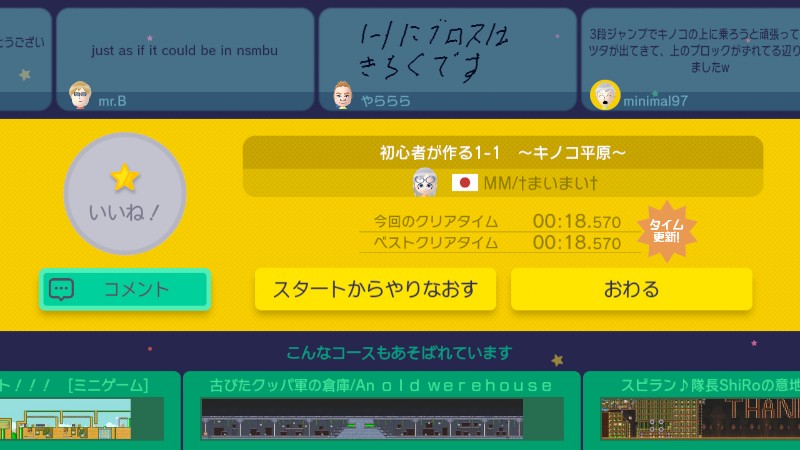 とうござい
just as if it could be in nsmbu
mr.B
1-1にブロスは
きちくです
やららら
3段ジャンプでキノコの上に乗ろうと頑張って
ツタが出てきて、上のブロックがずれてる辺り
ましたw
minimal97
いいね！
初心者が作る1-1　～キノコ平原～
MM/†まいまい†
今回のクリアタイム 00:18.570
ベストクリアタイム 00:18.570
タイム
更新!
コメント
スタートからやりなおす
おわる
こんなコースもあそばれています
ト！！！　[ミニゲーム]
古びたクッパ軍の倉庫/An ｏｌｄ ｗｅｒｅｈｏｕｓｅ
スピラン♪隊長ShiRoの意地
THAN